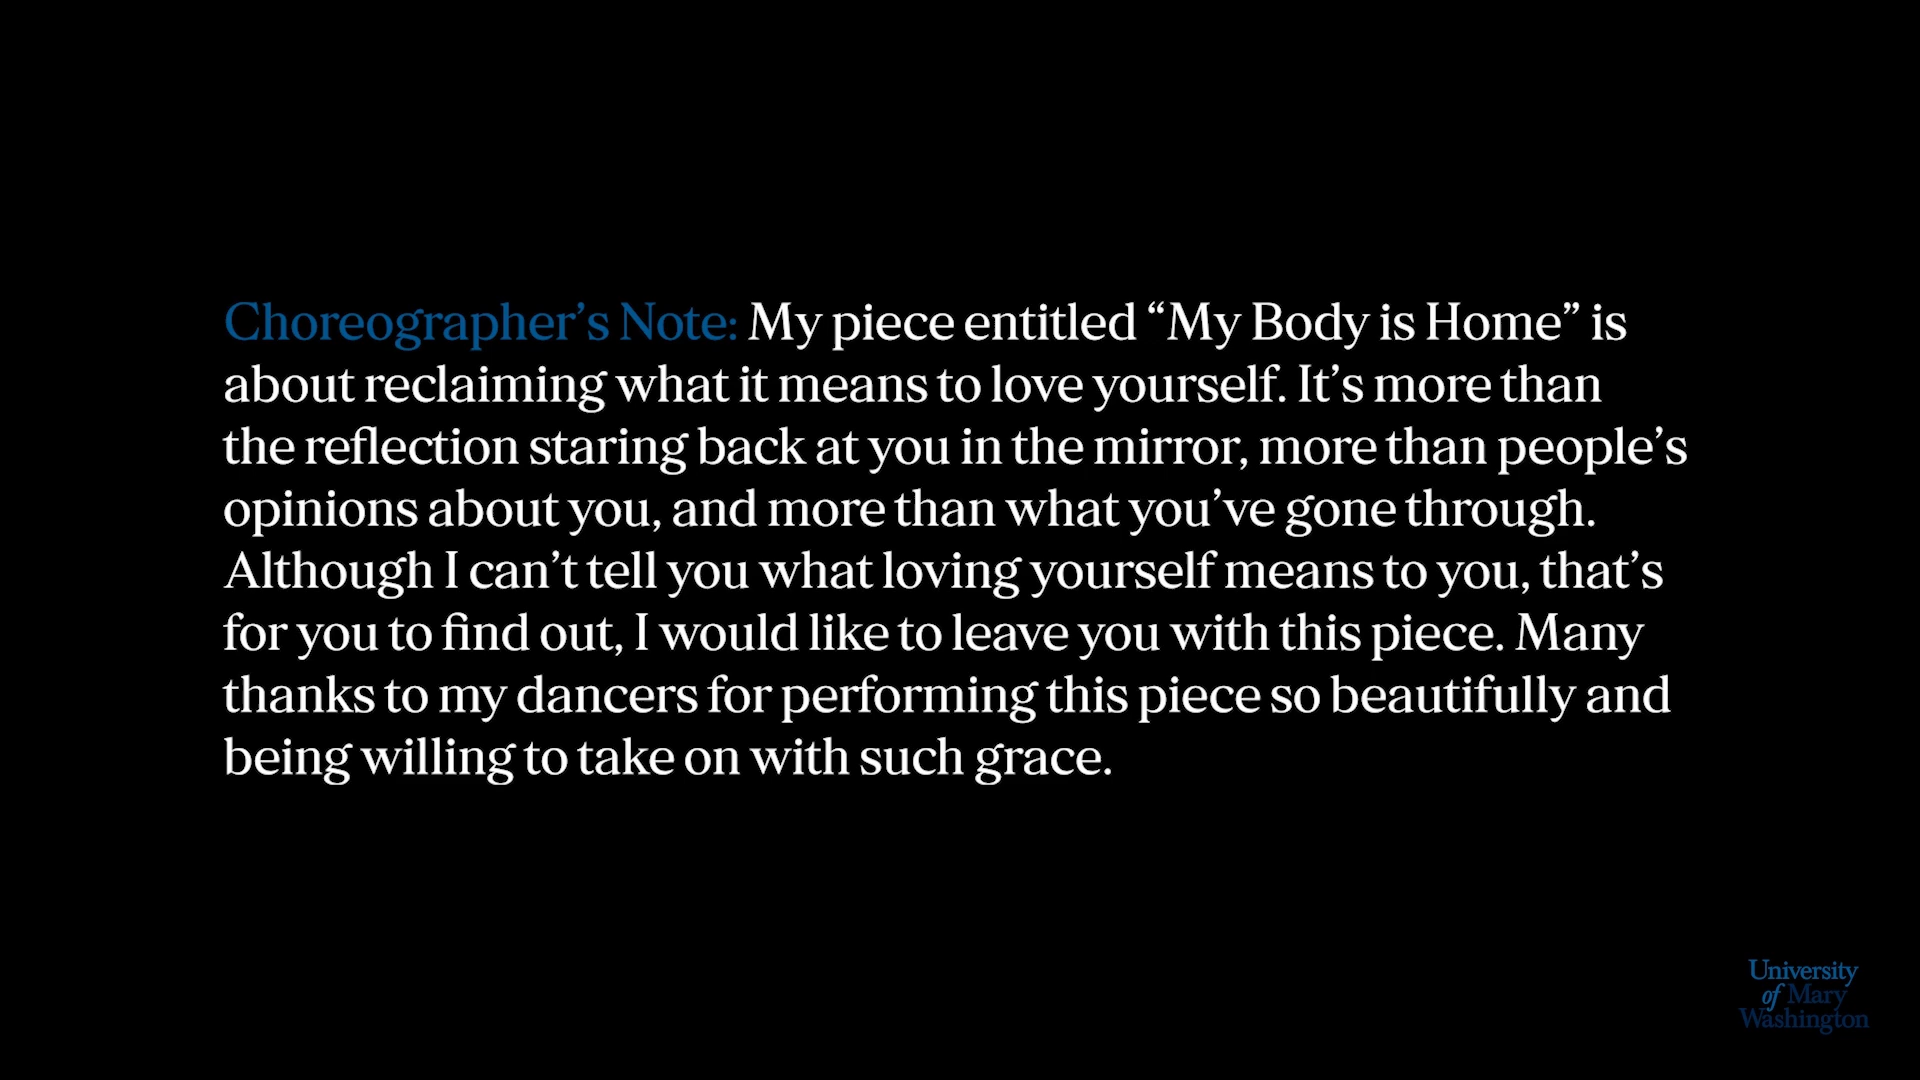 Choreographer’s Note: My piece entitled “My Body is Home” is
about reclaiming what it means to love yourself. It’s more than
the reflection staring back at you in the mirror, more than people’s
opinions about you, and more than what you’ve gone through.
Although I can’t tell you what loving yourself means to you, that’s
for you to find out, I would like to leave you with this piece. Many
thanks to my dancers for performing this piece so beautifully and
being willing to take on with such grace.
University
of Mary
Washington